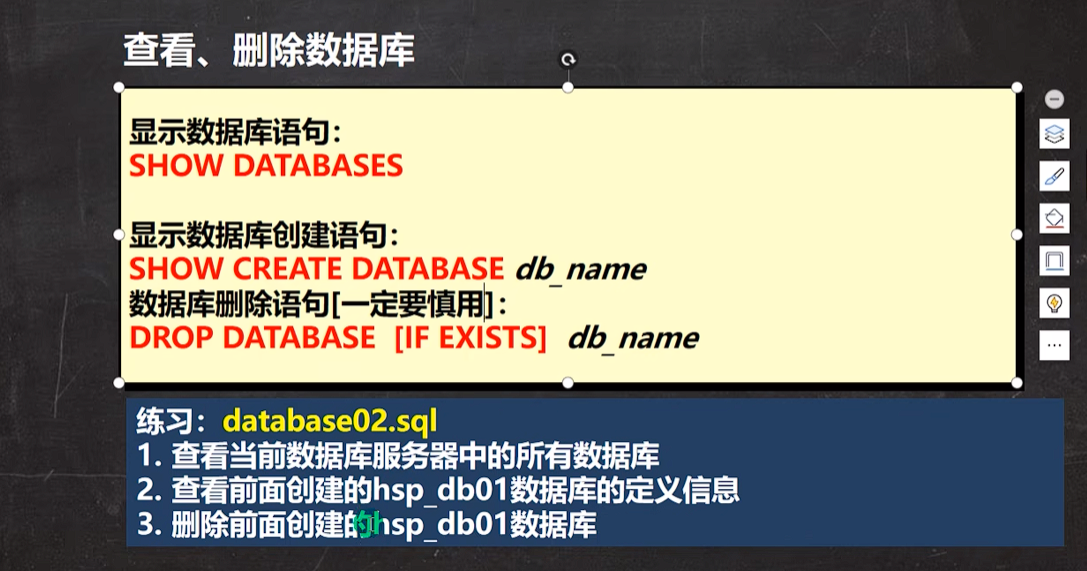 查看、删除数据库
显示数据库语句：
SHOW DATABASES
显示数据库创建语句：
SHOW CREATE DATABASE db_name
数据库删除语句[一定要慎用]：
DROP DATABASE [IF EXISTS] db_name
练习：database02.sql
1. 查看当前数据库服务器中的所有数据库
2. 查看前面创建的hsp_db01数据库的定义信息
3. 删除前面创建的hsp_db01数据库